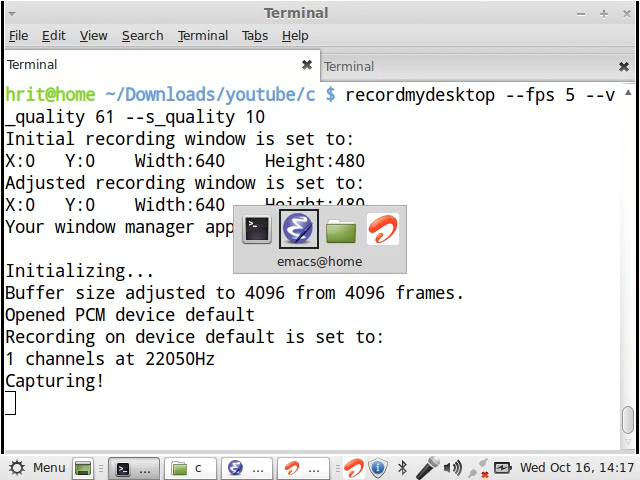 Terminal
File Edit View Search Terminal Tabs Help
Terminal
Terminal
hrit@home ~/Downloads/youtube/c $ recordmydesktop --fps 5 --v
_quality 61 --s_quality 10
Initial recording window is set to:
X:0 Y:0 Width:640 Height:480
Adjusted recording window is set to:
X:0 Y:0 Width:640 Height:480
Your window manager app
emacs@home
Initializing...
Buffer size adjusted to 4096 from 4096 frames.
Opened PCM device default
Recording on device default is set to:
1 channels at 22050Hz
Capturing!
Menu ... c ... ... Wed Oct 16, 14:17